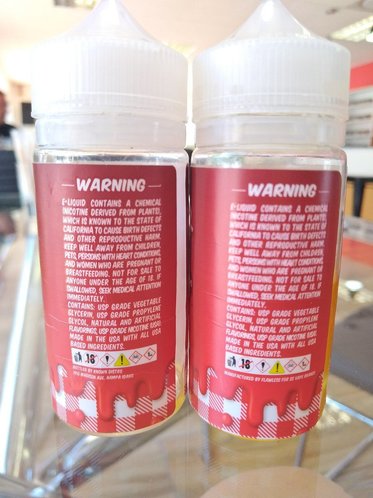 WARNING
E-LIQUID CONTAINS A CHEMICAL
(NICOTINE DERIVED FROM PLANTS),
WHICH IS KNOWN TO THE STATE OF
CALIFORNIA TO CAUSE BIRTH DEFECTS
AND OTHER REPRODUCTIVE HARM.
KEEP WELL AWAY FROM CHILDREN,
PETS, PERSONS WITH HEART CONDITIONS,
AND WOMEN WHO ARE PREGNANT OR
BREASTFEEDING. NOT FOR SALE TO
ANYONE UNDER THE AGE OF 18. IF
SWALLOWED, SEEK MEDICAL ATTENTION
IMMEDIATELY.
CONTAINS: USP GRADE VEGETABLE
GLYCERIN, USP GRADE PROPYLENE
GLYCOL, NATURAL AND ARTIFICIAL
FLAVORINGS, USP GRADE NICOTINE (USA)
MADE IN THE USA WITH ALL USA
BASED INGREDIENTS.
18
BOTTLED BY
WARNING
E-LIQUID CONTAINS A CHEMICAL
(NICOTINE DERIVED FROM PLANTS),
WHICH IS KNOWN TO THE STATE OF
CALIFORNIA TO CAUSE BIRTH DEFECTS
AND OTHER REPRODUCTIVE HARM.
KEEP WELL AWAY FROM CHILDREN,
PETS, PERSONS WITH HEART CONDITIONS,
AND WOMEN WHO ARE PREGNANT OR
BREASTFEEDING. NOT FOR SALE TO
ANYONE UNDER THE AGE OF 18. IF
SWALLOWED, SEEK MEDICAL ATTENTION
IMMEDIATELY.
CONTAINS: USP GRADE VEGETABLE
GLYCERIN, USP GRADE PROPYLENE
GLYCOL, NATURAL AND ARTIFICIAL
FLAVORINGS, USP GRADE NICOTINE (USA)
MADE IN THE USA WITH ALL USA
BASED INGREDIENTS.
18
MANUFACTURED BY FLAWLESS FOR